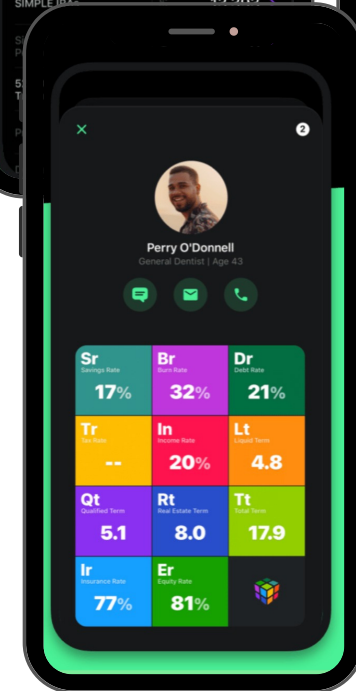 SIMPLE IRAs
2
Perry O'Donnell
General Dentist | Age 43
Sr
Savings Rate
17%
Br
Burn Rate
32%
Dr
Debt Rate
21%
Tr
Tax Rate
--
In
Income Rate
20%
Lt
Liquid Term
4.8
Qt
Qualified Term
5.1
Rt
Real Estate Term
8.0
Tt
Total Term
17.9
Ir
Insurance Rate
77%
Er
Equity Rate
81%